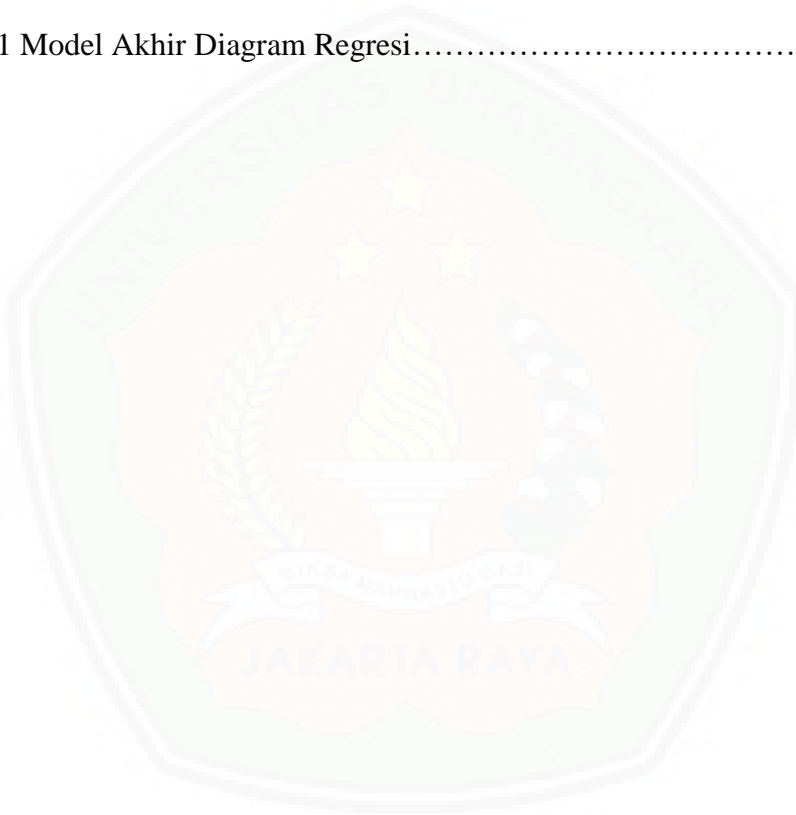 1 Model Akhir Diagram Regresi…………………………………
UNIVERSITAS BHAYANGKARA
JAKARTA RAYA